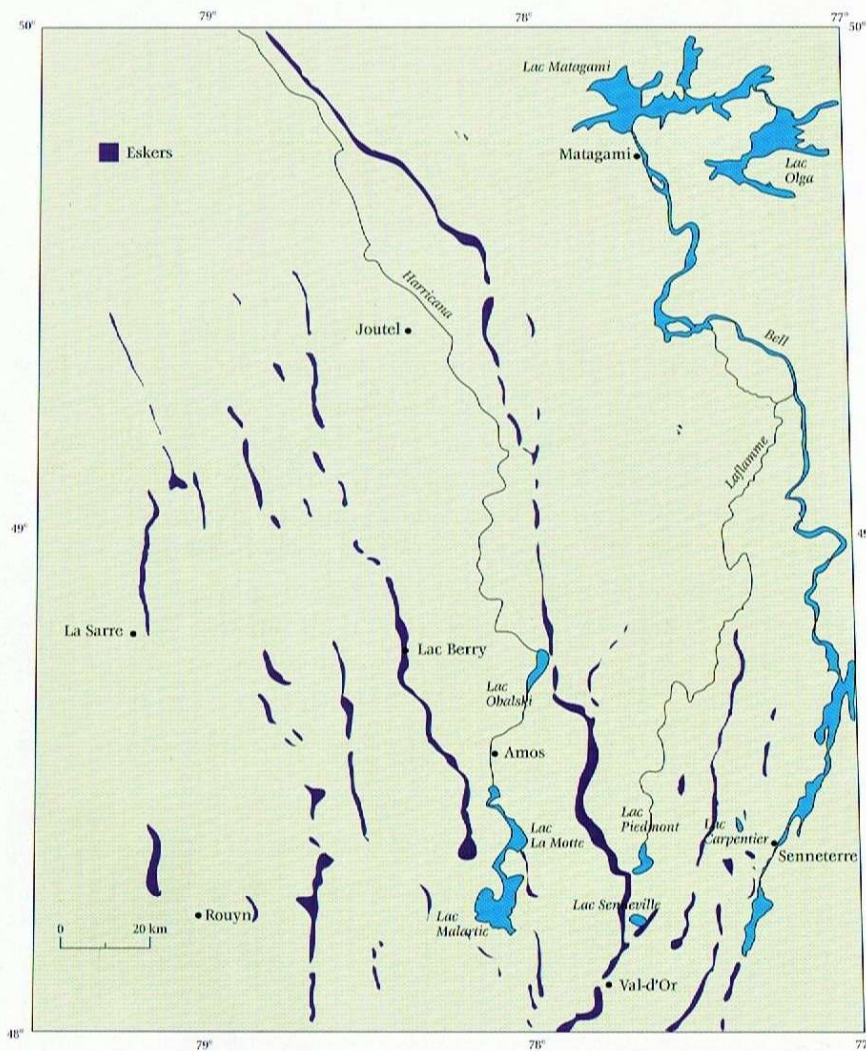 79°
78°
77°
50°
50°
Lac Matagami
Eskers
Matagami
Lac
Olga
Harricana
Joutel
Bell
Laflamme
49°
49
La Sarre
Lac Berry
Lac
Obalski
Amos
Lac
La Motte
Lac
Piedmont
Lac
Carpentier
Senneterre
Rouyn
Lac
Malartic
Lac Senneville
0 20 km
Val-d'Or
48°
79°
78°
77